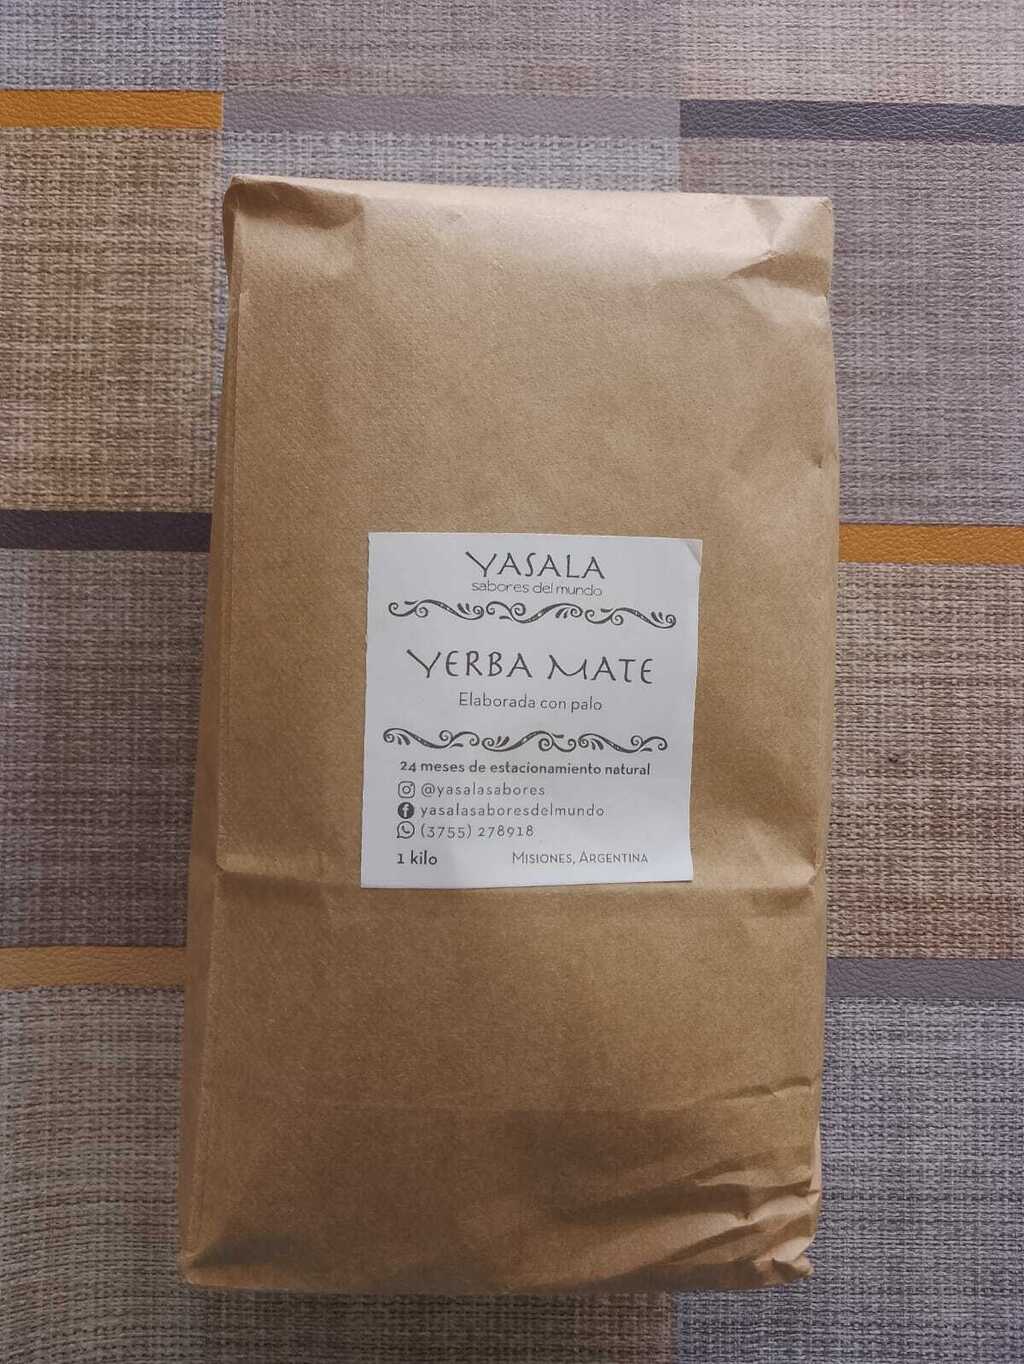 YASALA
sabores del mundo
YERBA MATE
Elaborada con palo
24 meses de estacionamiento natural
@yasalasabores
yasalasaboresdelmundo
(3755) 278918
1 kilo MISIONES, ARGENTINA